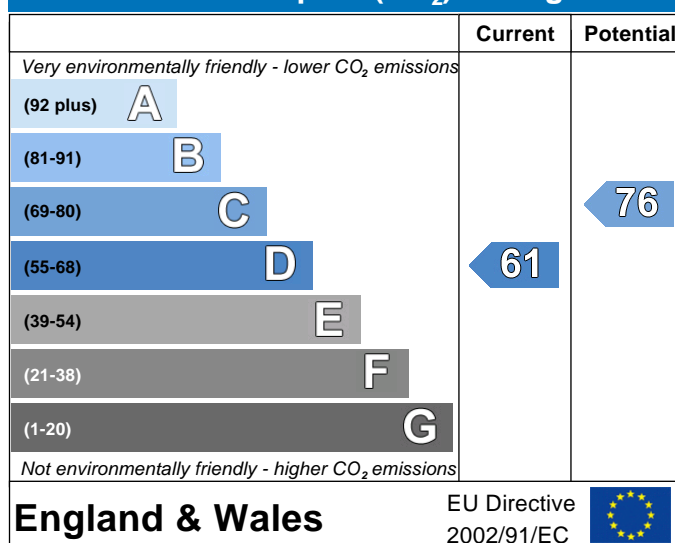 Current Potential
Very environmentally friendly - lower CO₂ emissions
(92 plus) A
(81-91) B
(69-80) C
76
(55-68) D
61
(39-54) E
(21-38) F
(1-20) G
Not environmentally friendly - higher CO₂ emissions
England & Wales
EU Directive
2002/91/EC